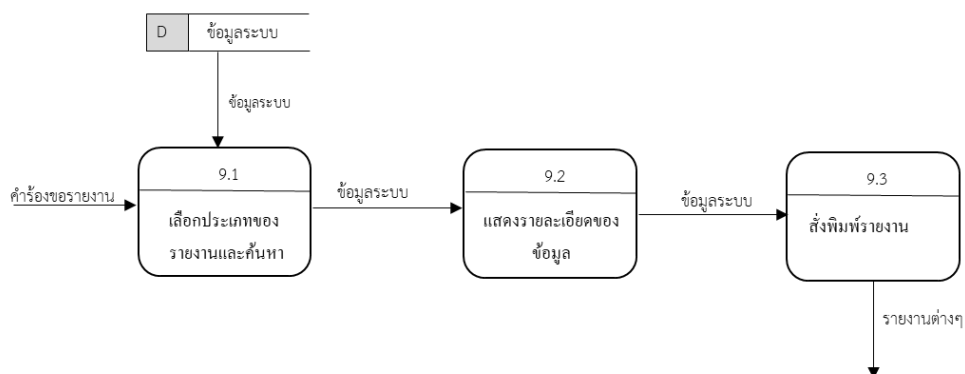 D ข้อมูลระบบ
ข้อมูลระบบ
คำร้องขอรายงาน
9.1
เลือกประเภทของ
รายงานและค้นหา
ข้อมูลระบบ
9.2
แสดงรายละเอียดของ
ข้อมูล
ข้อมูลระบบ
9.3
สั่งพิมพ์รายงาน
รายงานต่างๆ